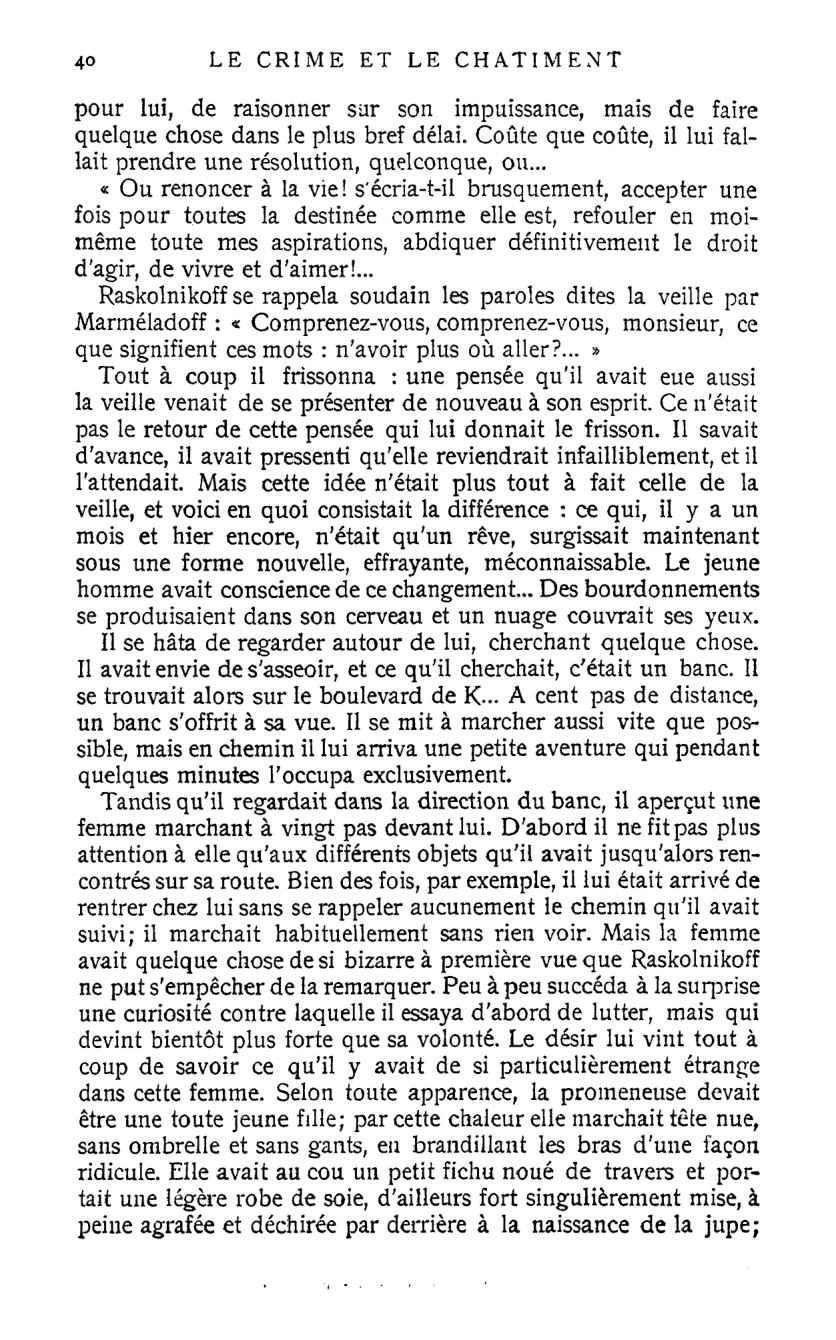 40 LE CRIME ET LE CHATIMENT
pour lui, de raisonner sur son impuissance, mais de faire
quelque chose dans le plus bref délai. Coûte que coûte, il lui fal-
lait prendre une résolution, quelconque, ou...
« Ou renoncer à la vie! s'écria-t-il brusquement, accepter une
fois pour toutes la destinée comme elle est, refouler en moi-
même toute mes aspirations, abdiquer définitivement le droit
d'agir, de vivre et d'aimer!...
Raskolnikoff se rappela soudain les paroles dites la veille par
Marméladoff : « Comprenez-vous, comprenez-vous, monsieur, ce
que signifient ces mots : n'avoir plus où aller?... »
Tout à coup il frissonna : une pensée qu'il avait eue aussi
la veille venait de se présenter de nouveau à son esprit. Ce n'était
pas le retour de cette pensée qui lui donnait le frisson. Il savait
d'avance, il avait pressenti qu'elle reviendrait infailliblement, et il
l'attendait. Mais cette idée n'était plus tout à fait celle de la
veille, et voici en quoi consistait la différence : ce qui, il y a un
mois et hier encore, n'était qu'un rêve, surgissait maintenant
sous une forme nouvelle, effrayante, méconnaissable. Le jeune
homme avait conscience de ce changement... Des bourdonnements
se produisaient dans son cerveau et un nuage couvrait ses yeux.
Il se hâta de regarder autour de lui, cherchant quelque chose.
Il avait envie de s'asseoir, et ce qu'il cherchait, c'était un banc. Il
se trouvait alors sur le boulevard de K... A cent pas de distance,
un banc s'offrit à sa vue. Il se mit à marcher aussi vite que pos-
sible, mais en chemin il lui arriva une petite aventure qui pendant
quelques minutes l'occupa exclusivement.
Tandis qu'il regardait dans la direction du banc, il aperçut une
femme marchant à vingt pas devant lui. D'abord il ne fit pas plus
attention à elle qu'aux différents objets qu'il avait jusqu'alors ren-
contrés sur sa route. Bien des fois, par exemple, il lui était arrivé de
rentrer chez lui sans se rappeler aucunement le chemin qu'il avait
suivi; il marchait habituellement sans rien voir. Mais la femme
avait quelque chose de si bizarre à première vue que Raskolnikoff
ne put s'empêcher de la remarquer. Peu à peu succéda à la surprise
une curiosité contre laquelle il essaya d'abord de lutter, mais qui
devint bientôt plus forte que sa volonté. Le désir lui vint tout à
coup de savoir ce qu'il y avait de si particulièrement étrange
dans cette femme. Selon toute apparence, la promeneuse devait
être une toute jeune fille; par cette chaleur elle marchait tête nue,
sans ombrelle et sans gants, en brandillant les bras d'une façon
ridicule. Elle avait au cou un petit fichu noué de travers et por-
tait une légère robe de soie, d'ailleurs fort singulièrement mise, à
peine agrafée et déchirée par derrière à la naissance de la jupe;